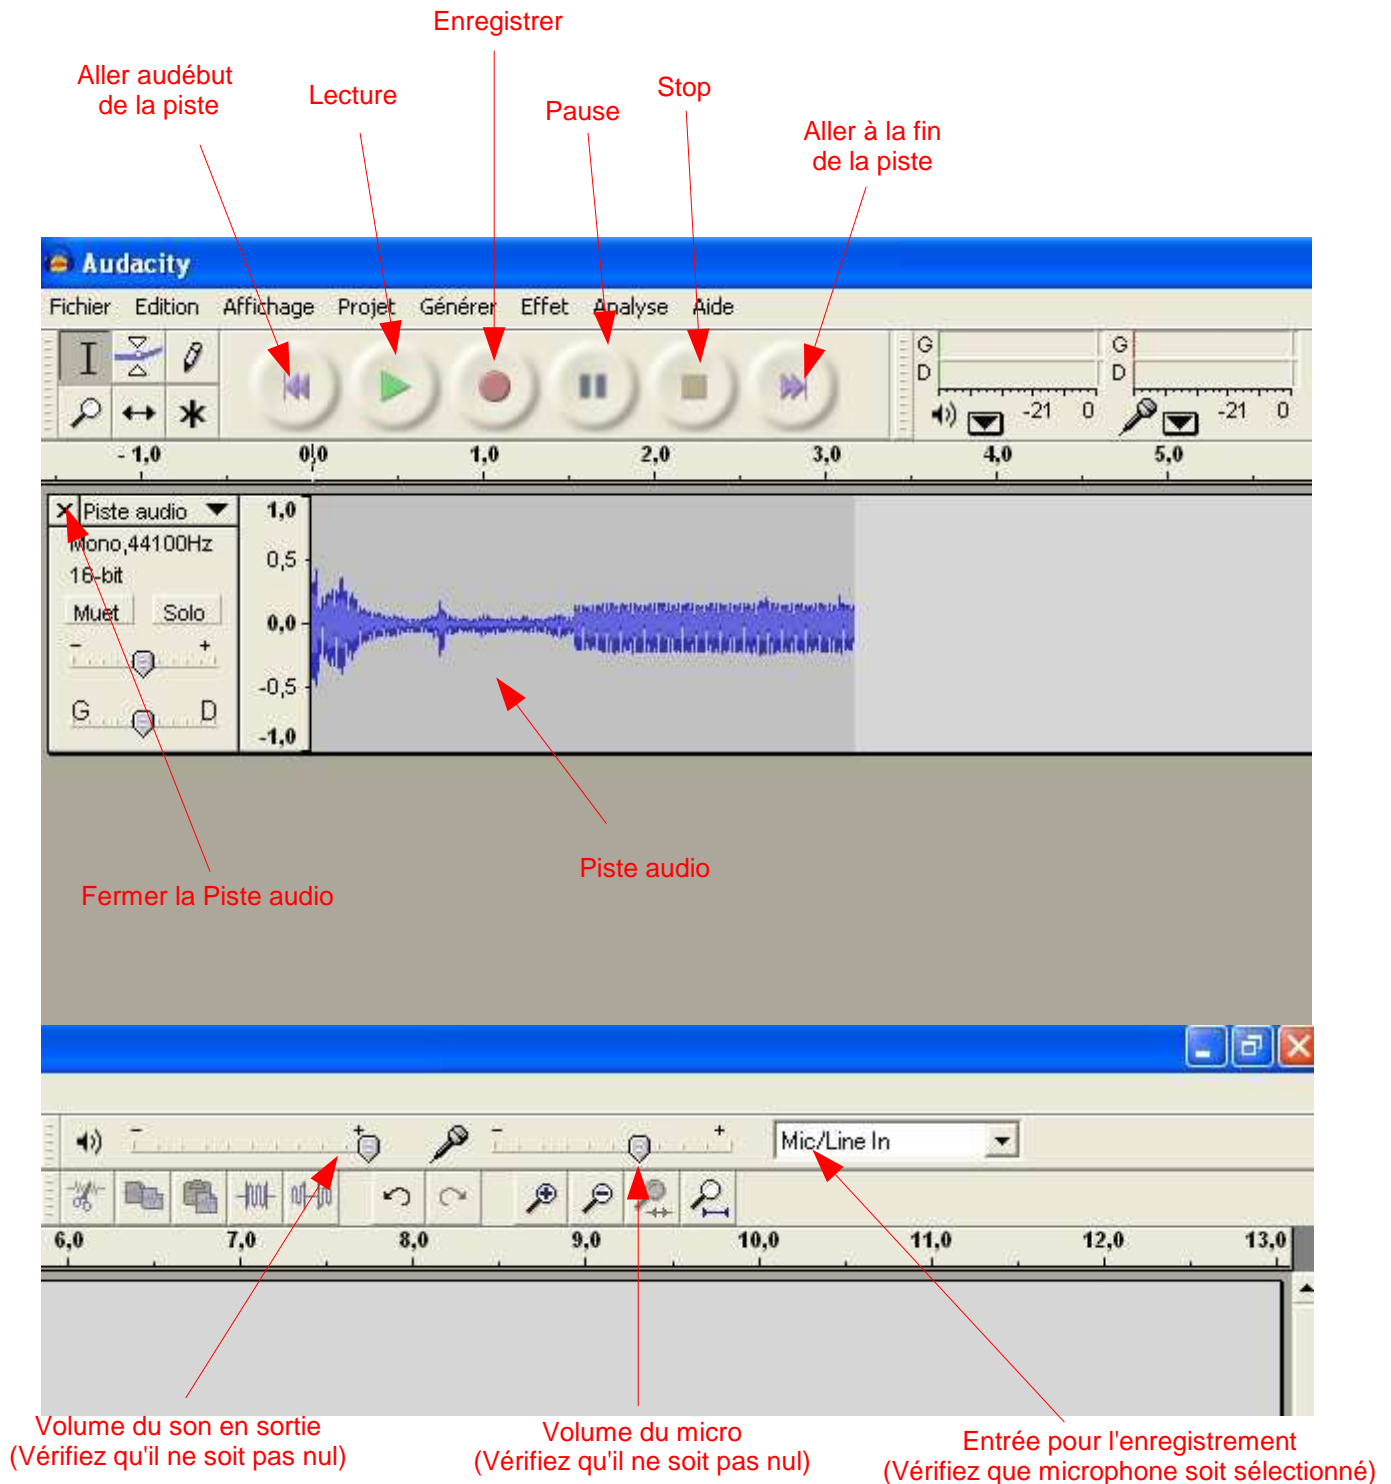 Enregistrer
Aller audébut
de la piste
Lecture
Pause
Stop
Aller à la fin
de la piste
Audacity
Fichier Edition Affichage Projet Générer Effet Analyse Aide
G
D
-21 0
G
D
-21 0
- 1,0 0,0 1,0 2,0 3,0 4,0 5,0
X Piste audio
Mono,44100Hz
16-bit
Muet Solo
- +
G D
1,0
0,5
0,0
-0,5
-1,0
Piste audio
Fermer la Piste audio
- + - + Mic/Line In
6,0 7,0 8,0 9,0 10,0 11,0 12,0 13,0
Volume du son en sortie
(Vérifiez qu'il ne soit pas nul)
Volume du micro
(Vérifiez qu'il ne soit pas nul)
Entrée pour l'enregistrement
(Vérifiez que microphone soit sélectionné)